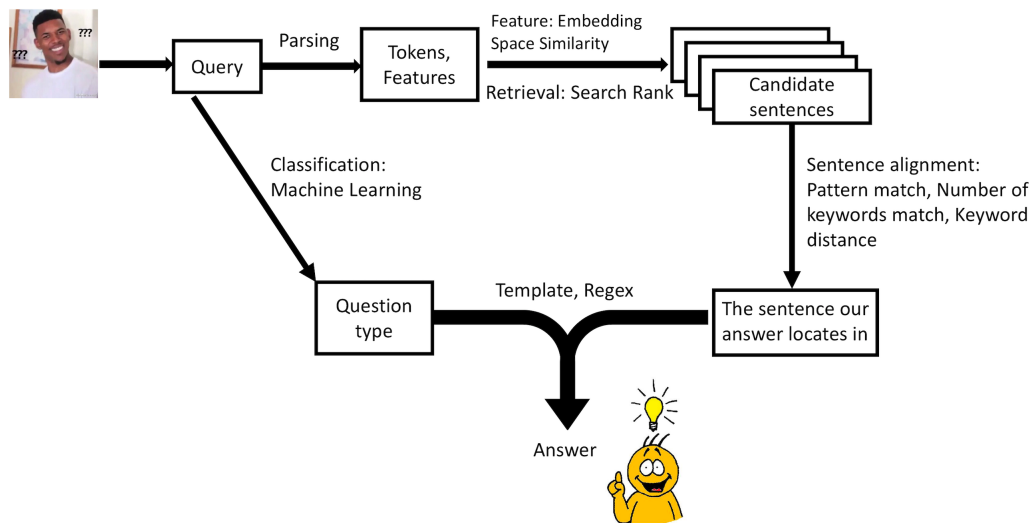 ???
???
Query
Parsing
Tokens,
Features
Feature: Embedding
Space Similarity
Retrieval: Search Rank
Candidate
sentences
Classification:
Machine Learning
Sentence alignment:
Pattern match, Number of
keywords match, Keyword
distance
Question
type
Template, Regex
The sentence our
answer locates in
Answer